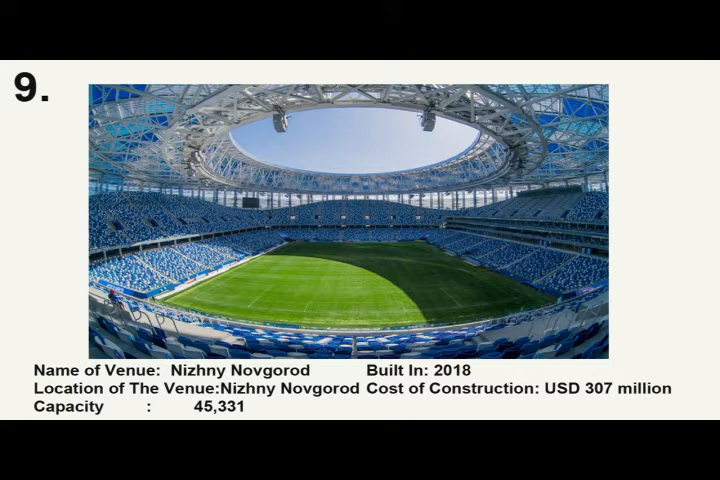 9.
Name of Venue: Nizhny Novgorod Built In: 2018
Location of The Venue:Nizhny Novgorod Cost of Construction: USD 307 million
Capacity : 45,331